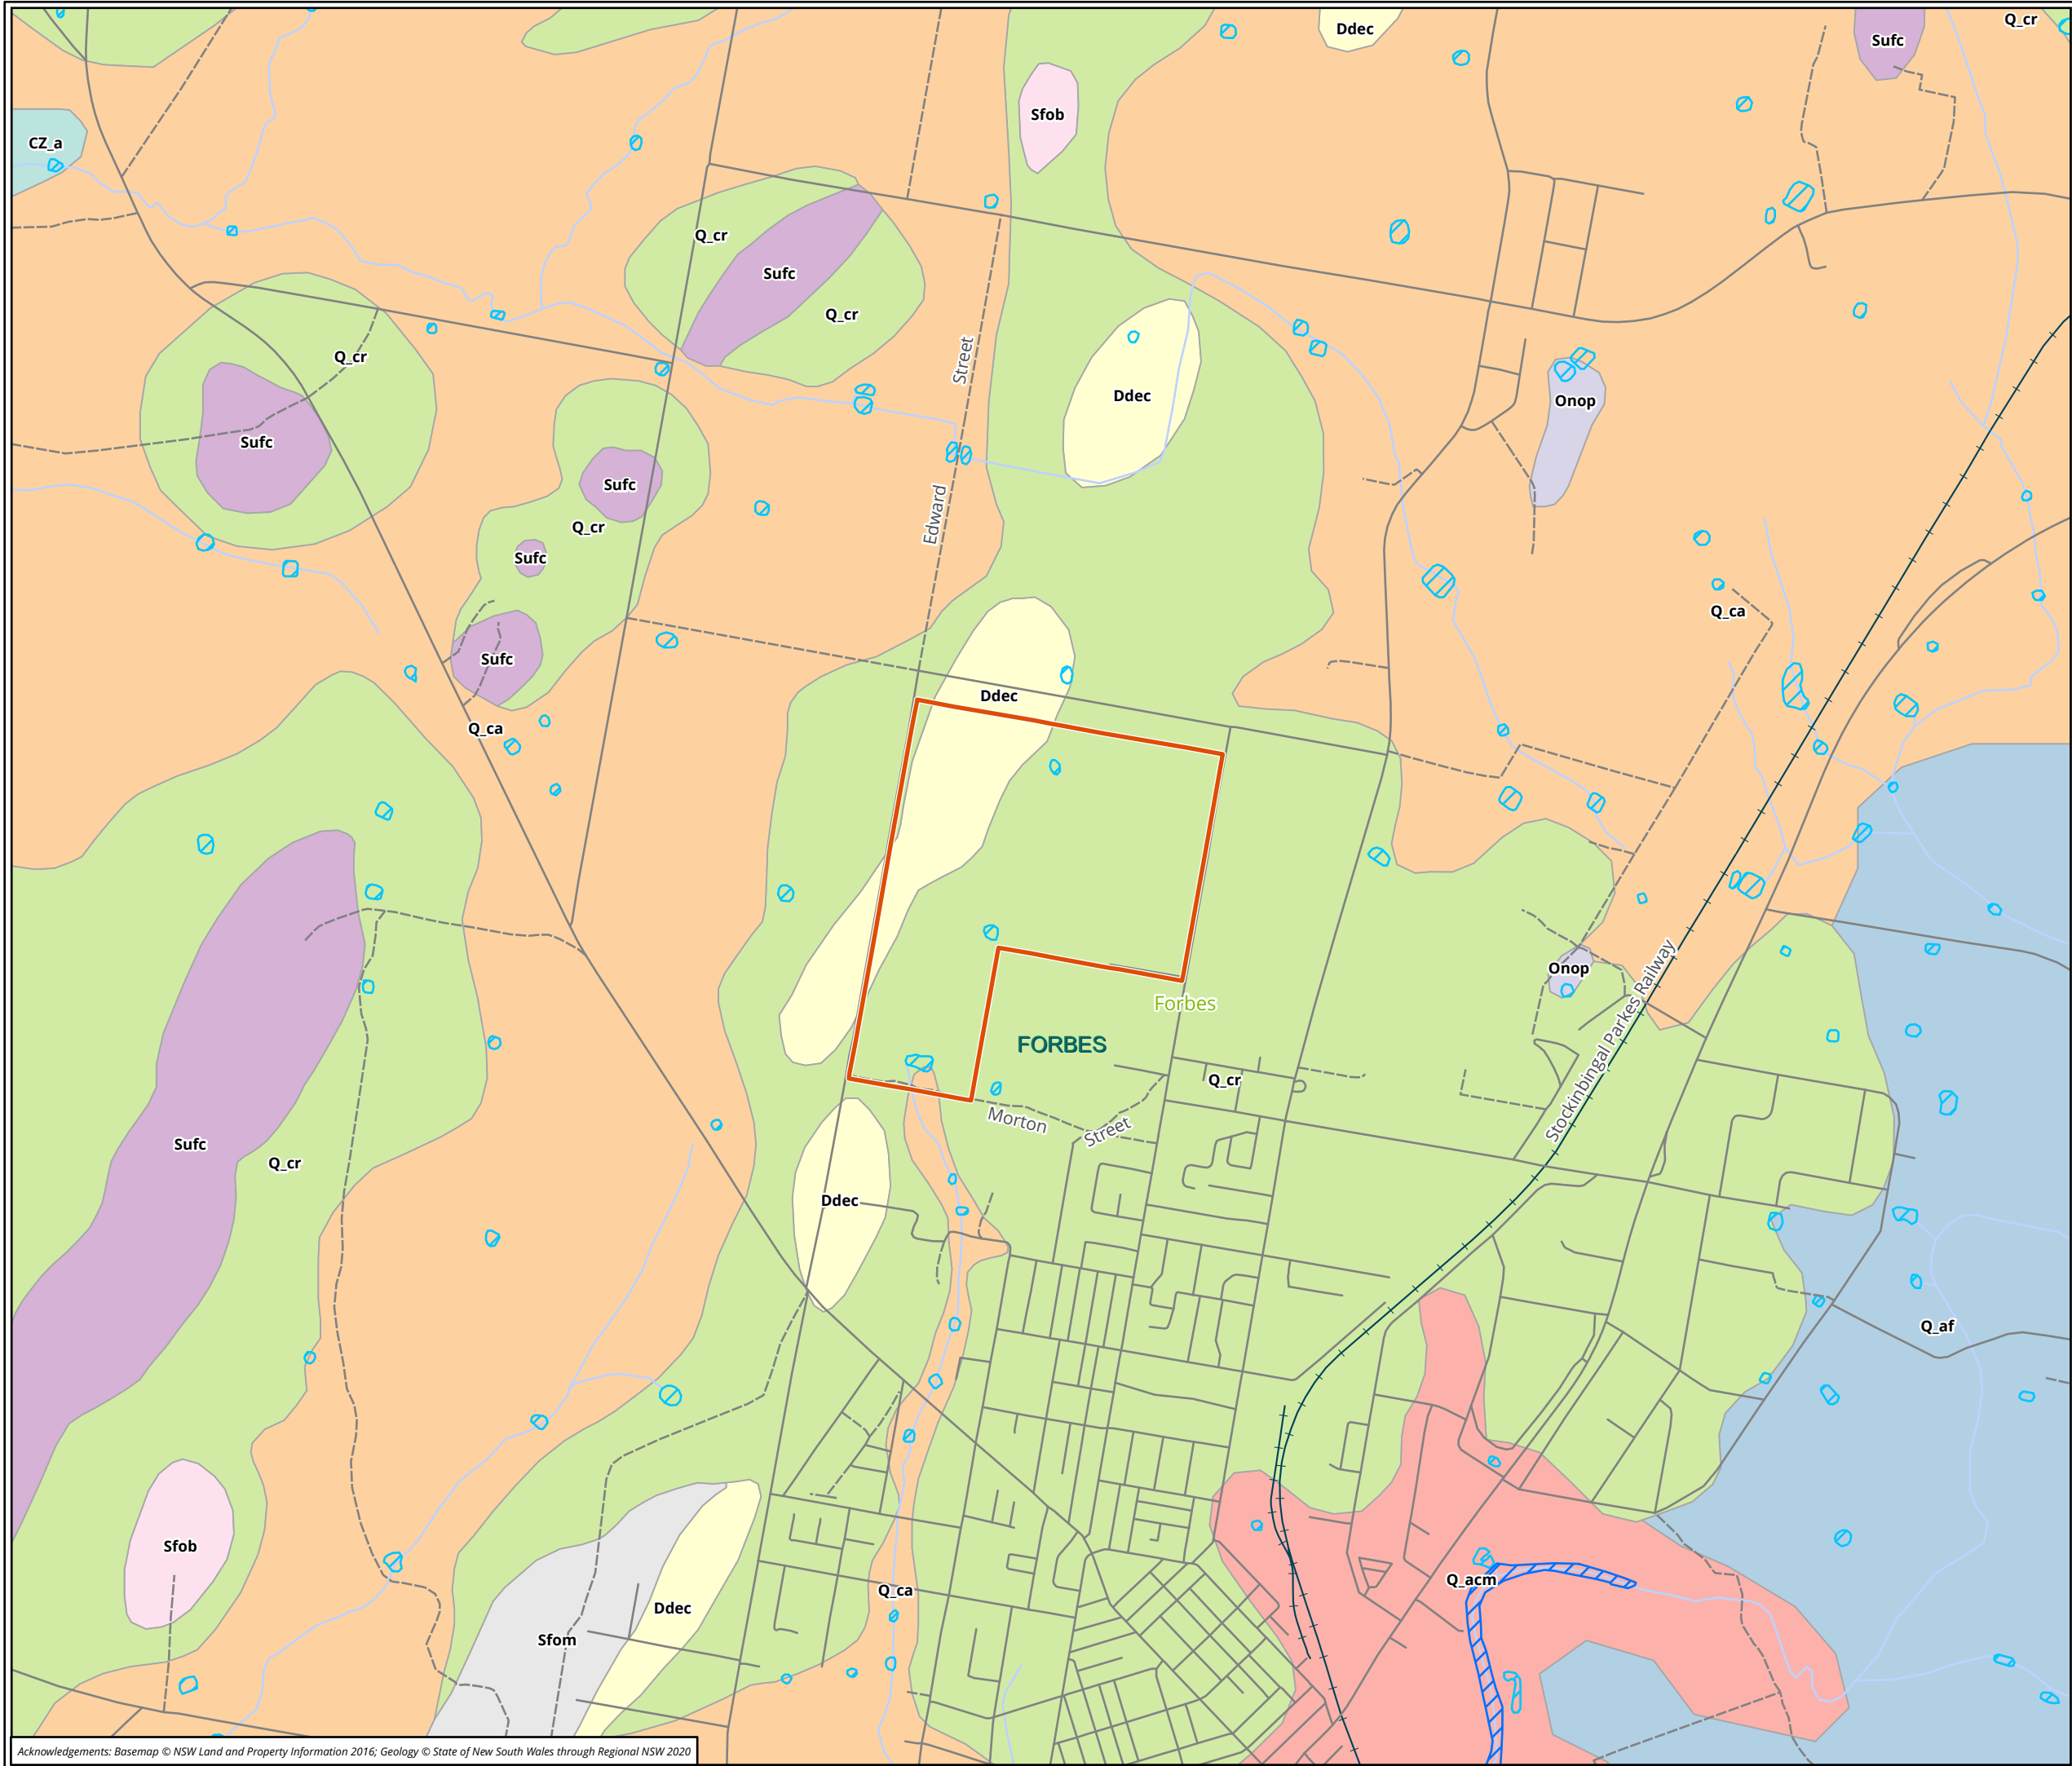 Q_cr
Ddec
Sufc
Sfob
CZ_a
Q_cr
Sufc
Q_cr
Street
Q_cr
Ddec
Onop
Sufc
Sufc
Edward
Q_cr
Sufc
Q_ca
Sufc
Ddec
Q_ca
Onop
Stockinbingal Parkes Railway
Forbes
FORBES
Q_cr
Morton
Street
Sufc
Q_cr
Ddec
Q_af
Sfob
Q_acm
Q_ca
Ddec
Sfom
Acknowledgements: Basemap © NSW Land and Property Information 2016; Geology © State of New South Wales through Regional NSW 2020